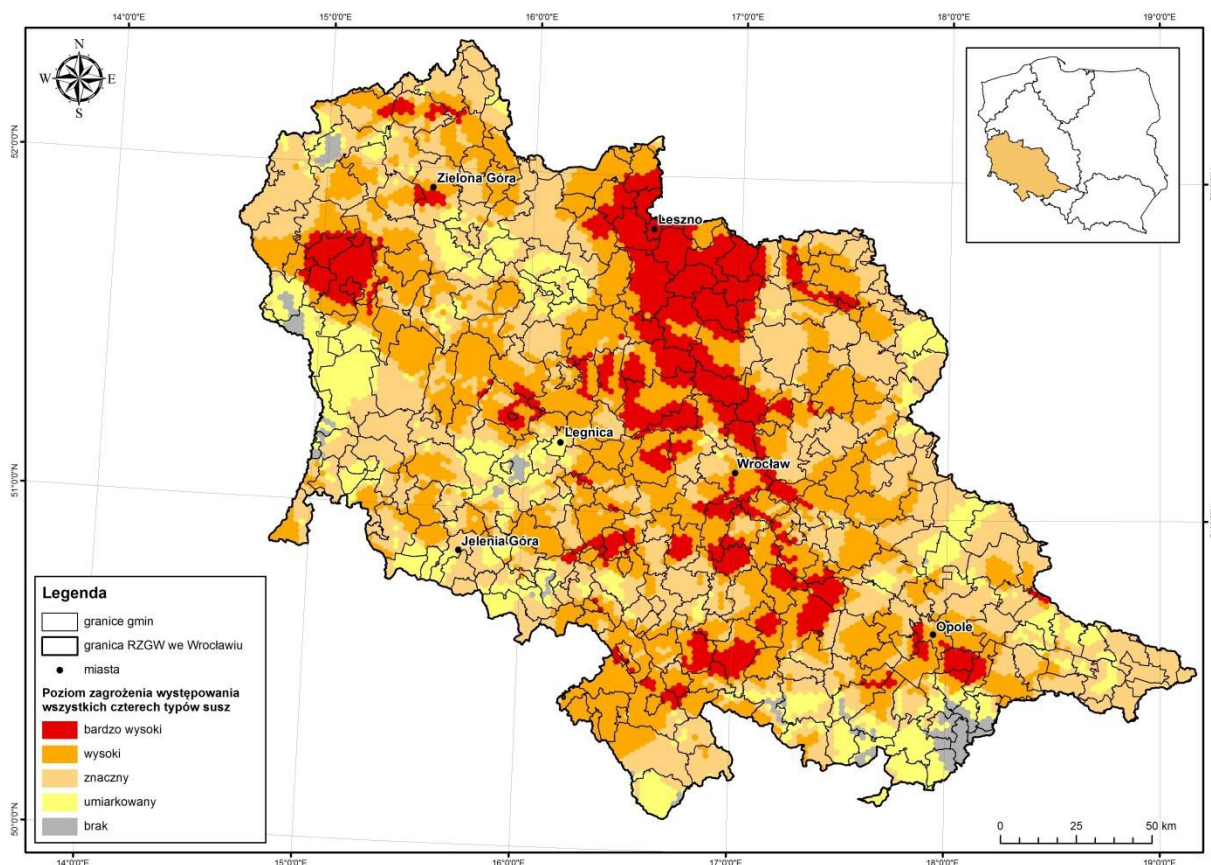 14°0'0"E
15°0'0"E
16°0'0"E
17°0'0"E
18°0'0"E
19°0'0"E
N
W
E
S
52°0'0"N
51°0'0"N
50°0'0"N
Zielona Góra
Leszno
Legnica
Wrocław
Jelenia Góra
Opole
Legenda
granice gmin
granica RZGW we Wrocławiu
miasta
Poziom zagrożenia występowania
wszystkich czterech typów susz
bardzo wysoki
wysoki
znaczny
umiarkowany
brak
0 25 50 km
14°0'0"E
15°0'0"E
16°0'0"E
17°0'0"E
18°0'0"E
19°0'0"E